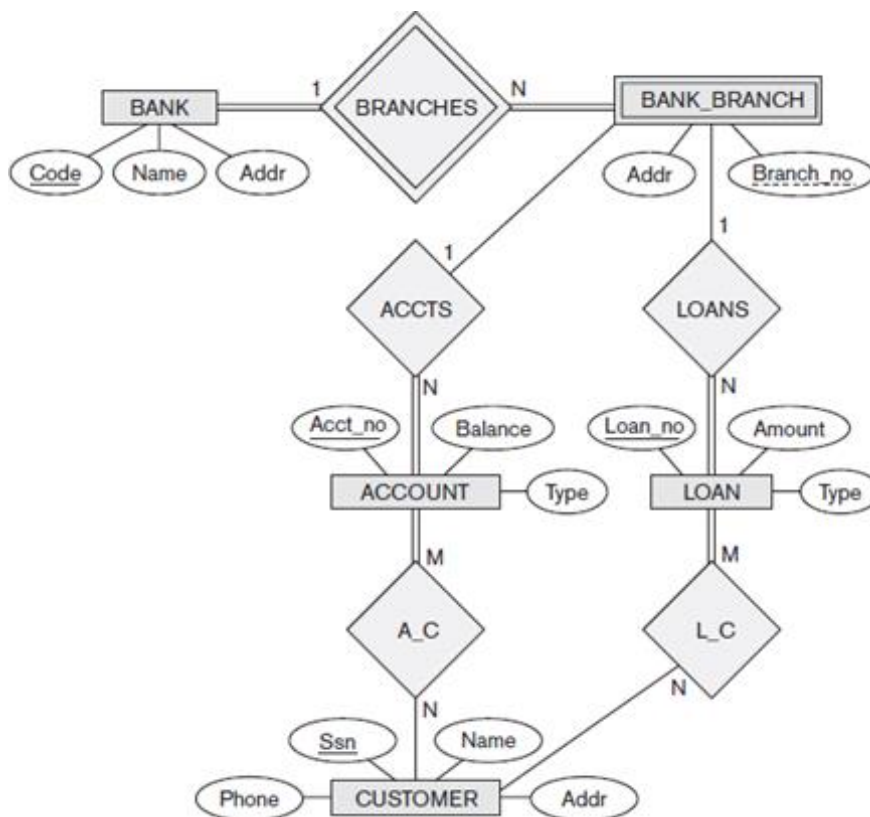 1 N
BANK BRANCHES BANK_BRANCH
Code Name Addr Addr Branch_no
1 1
ACCTS LOANS
N N
Acct_no Balance Loan_no Amount
ACCOUNT Type LOAN Type
M M
A_C L_C
N N
Ssn Name
Phone CUSTOMER Addr